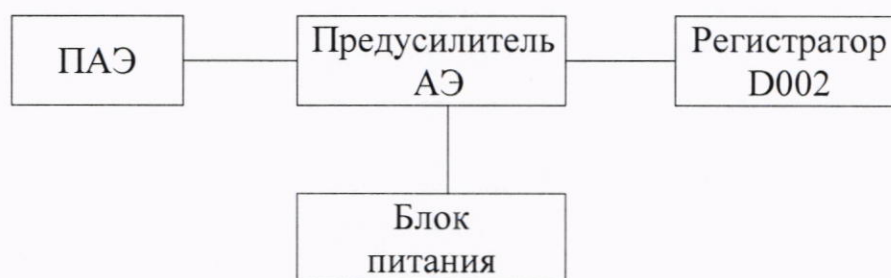 ПАЭ
Предусилитель
АЭ
Регистратор
D002
Блок
питания